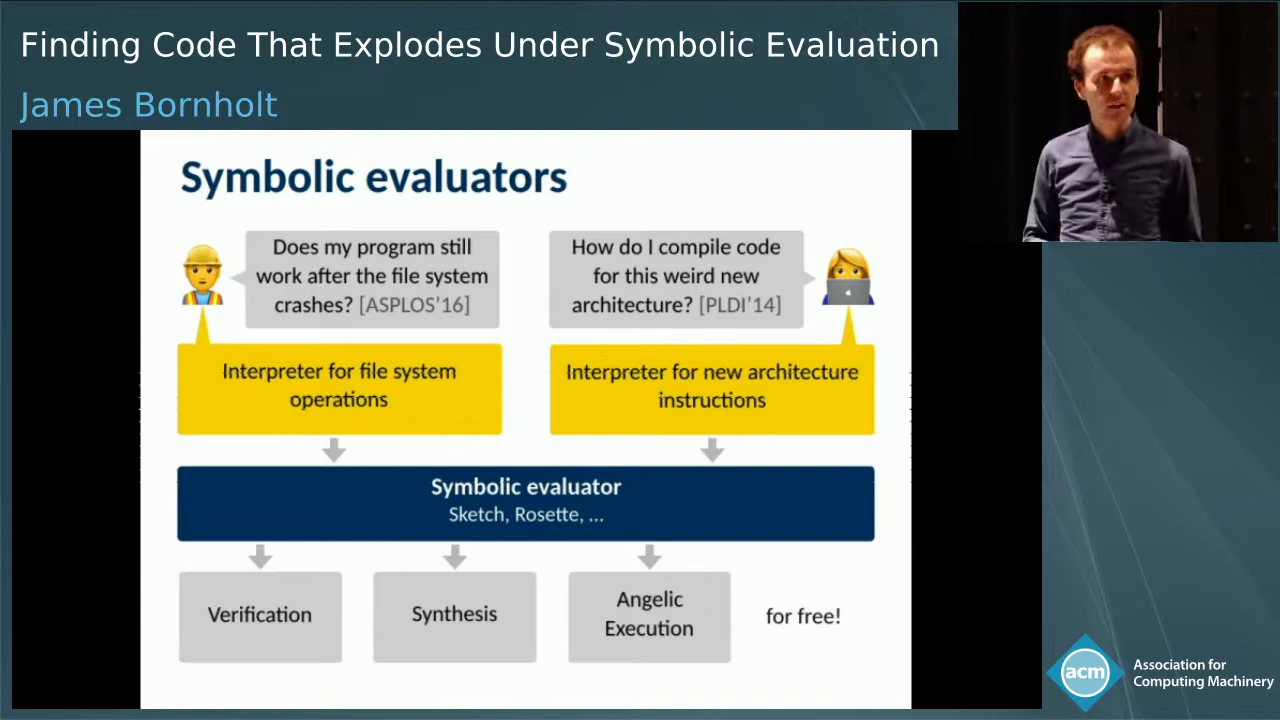 Finding Code That Explodes Under Symbolic Evaluation
James Bornholt
Symbolic evaluators
Does my program still
work after the file system
crashes? [ASPLOS'16]
How do I compile code
for this weird new
architecture? [PLDI'14]
Interpreter for file system
operations
Interpreter for new architecture
instructions
Symbolic evaluator
Sketch, Rosette, ...
Verification
Synthesis
Angelic
Execution
for free!
acm
Association for
Computing Machinery